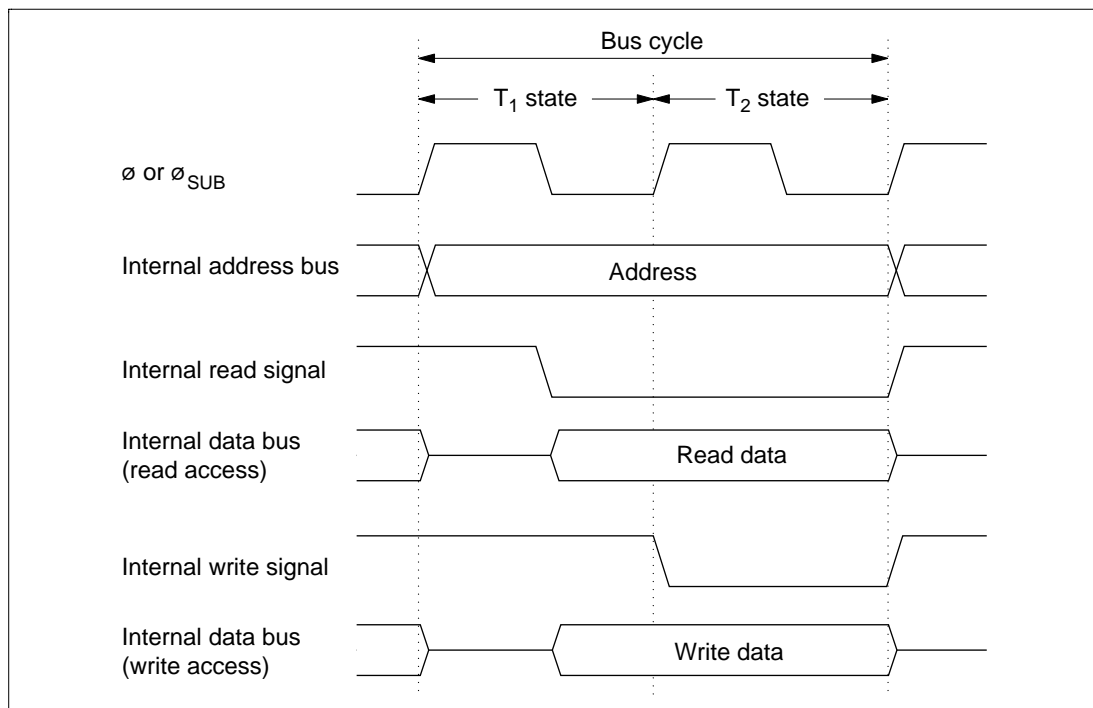 Bus cycle
T1 state
T2 state
ø or øSUB
Internal address bus
Address
Internal read signal
Internal data bus
(read access)
Read data
Internal write signal
Internal data bus
(write access)
Write data